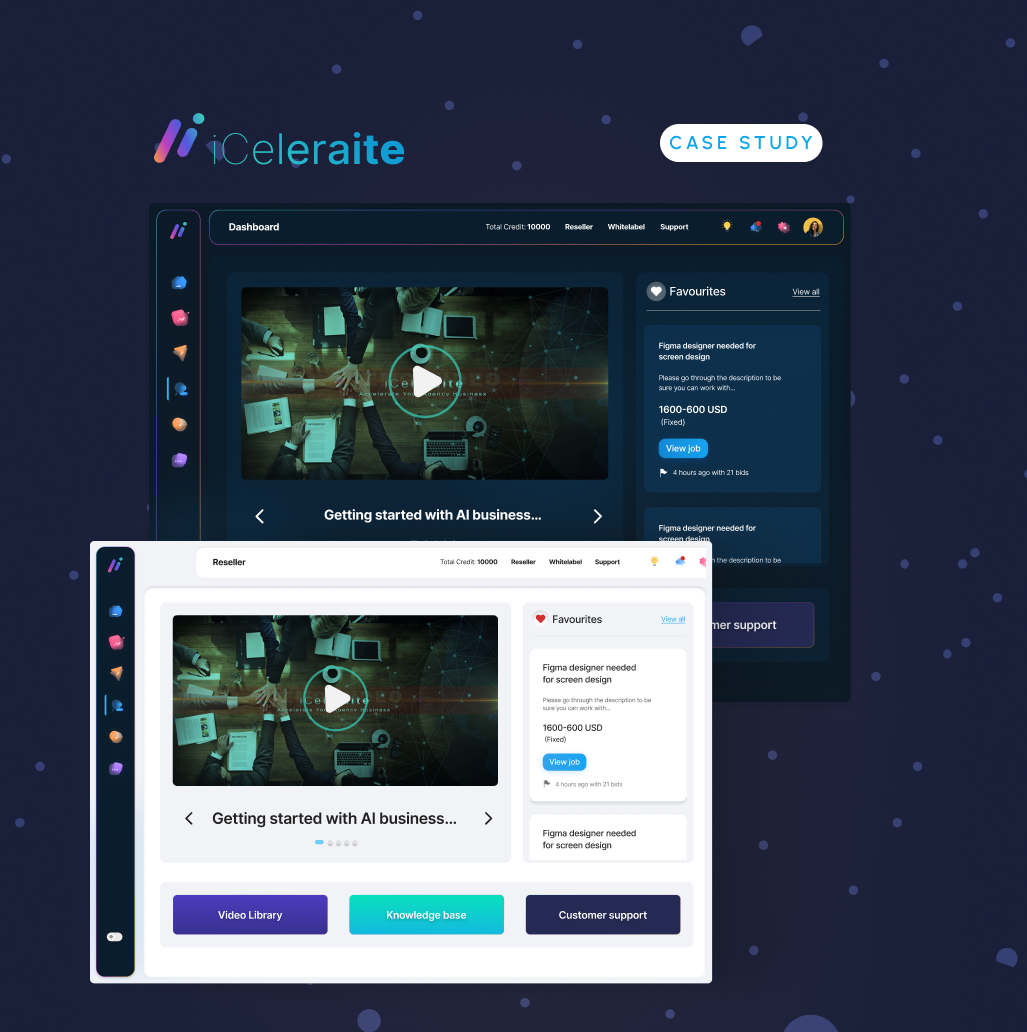 iCeleraite
CASE STUDY
Dashboard
Total Credit: 10000
Reseller
Whitelabel
Support
iCeleraite
Accelerate Your Agency Business
Getting started with AI business...
Favourites
View all
Figma designer needed for
screen design
Please go through the description to be
sure you can work with...
1600-600 USD
(Fixed)
View job
4 hours ago with 21 bids
Figma designer needed for
screen design
the description to be
mer support
Reseller
Total Credit: 10000
Reseller
Whitelabel
Support
iCeleraite
Accelerate Your Agency Business
Getting started with AI business...
Favourites
View all
Figma designer needed
for screen design
Please go through the description to be
sure you can work with...
1600-600 USD
(Fixed)
View job
4 hours ago with 21 bids
Figma designer needed
for screen design
Video Library
Knowledge base
Customer support